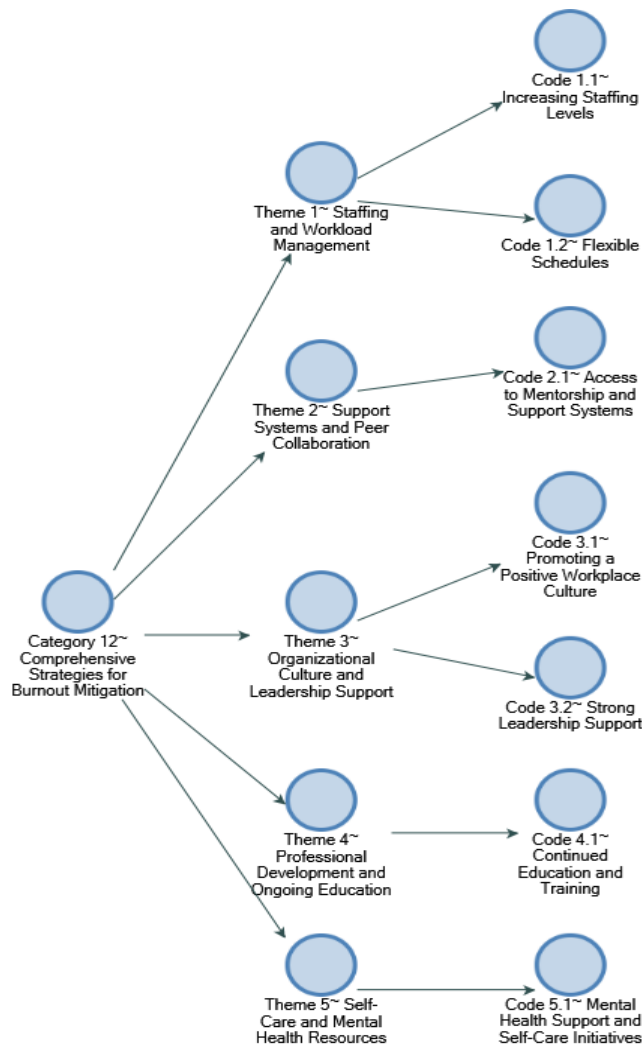 Code 1.1~
Increasing Staffing
Levels
Theme 1~ Staffing
and Workload
Management
Code 1.2~ Flexible
Schedules
Theme 2~ Support
Systems and Peer
Collaboration
Code 2.1~ Access
to Mentorship and
Support Systems
Code 3.1~
Promoting a
Positive Workplace
Culture
Category 12~
Comprehensive
Strategies for
Burnout Mitigation
Theme 3~
Organizational
Culture and
Leadership Support
Code 3.2~ Strong
Leadership Support
Theme 4~
Professional
Development and
Ongoing Education
Code 4.1~
Continued
Education and
Training
Theme 5~ Self-
Care and Mental
Health Resources
Code 5.1~ Mental
Health Support and
Self-Care Initiatives